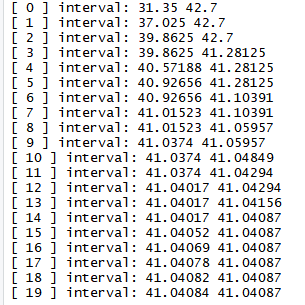 [ 0 ] interval: 31.35 42.7
[ 1 ] interval: 37.025 42.7
[ 2 ] interval: 39.8625 42.7
[ 3 ] interval: 39.8625 41.28125
[ 4 ] interval: 40.57188 41.28125
[ 5 ] interval: 40.92656 41.28125
[ 6 ] interval: 40.92656 41.10391
[ 7 ] interval: 41.01523 41.10391
[ 8 ] interval: 41.01523 41.05957
[ 9 ] interval: 41.0374 41.05957
[ 10 ] interval: 41.0374 41.04849
[ 11 ] interval: 41.0374 41.04294
[ 12 ] interval: 41.04017 41.04294
[ 13 ] interval: 41.04017 41.04156
[ 14 ] interval: 41.04017 41.04087
[ 15 ] interval: 41.04052 41.04087
[ 16 ] interval: 41.04069 41.04087
[ 17 ] interval: 41.04078 41.04087
[ 18 ] interval: 41.04082 41.04087
[ 19 ] interval: 41.04084 41.04087